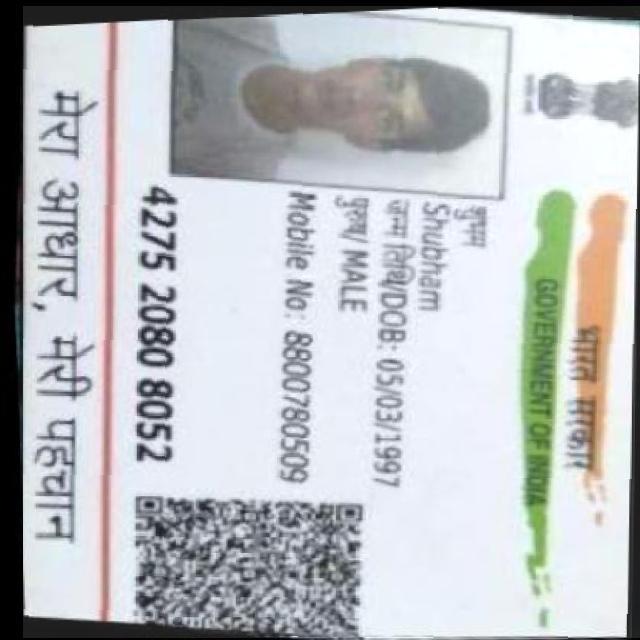 भारत सरकार
GOVERNMENT OF INDIA
शुभम
Shubham
जन्म तिथि/DOB: 05/03/1997
पुरुष/ MALE
Mobile No: 8800780509
4275 2080 8052
मेरा आधार, मेरी पहचान